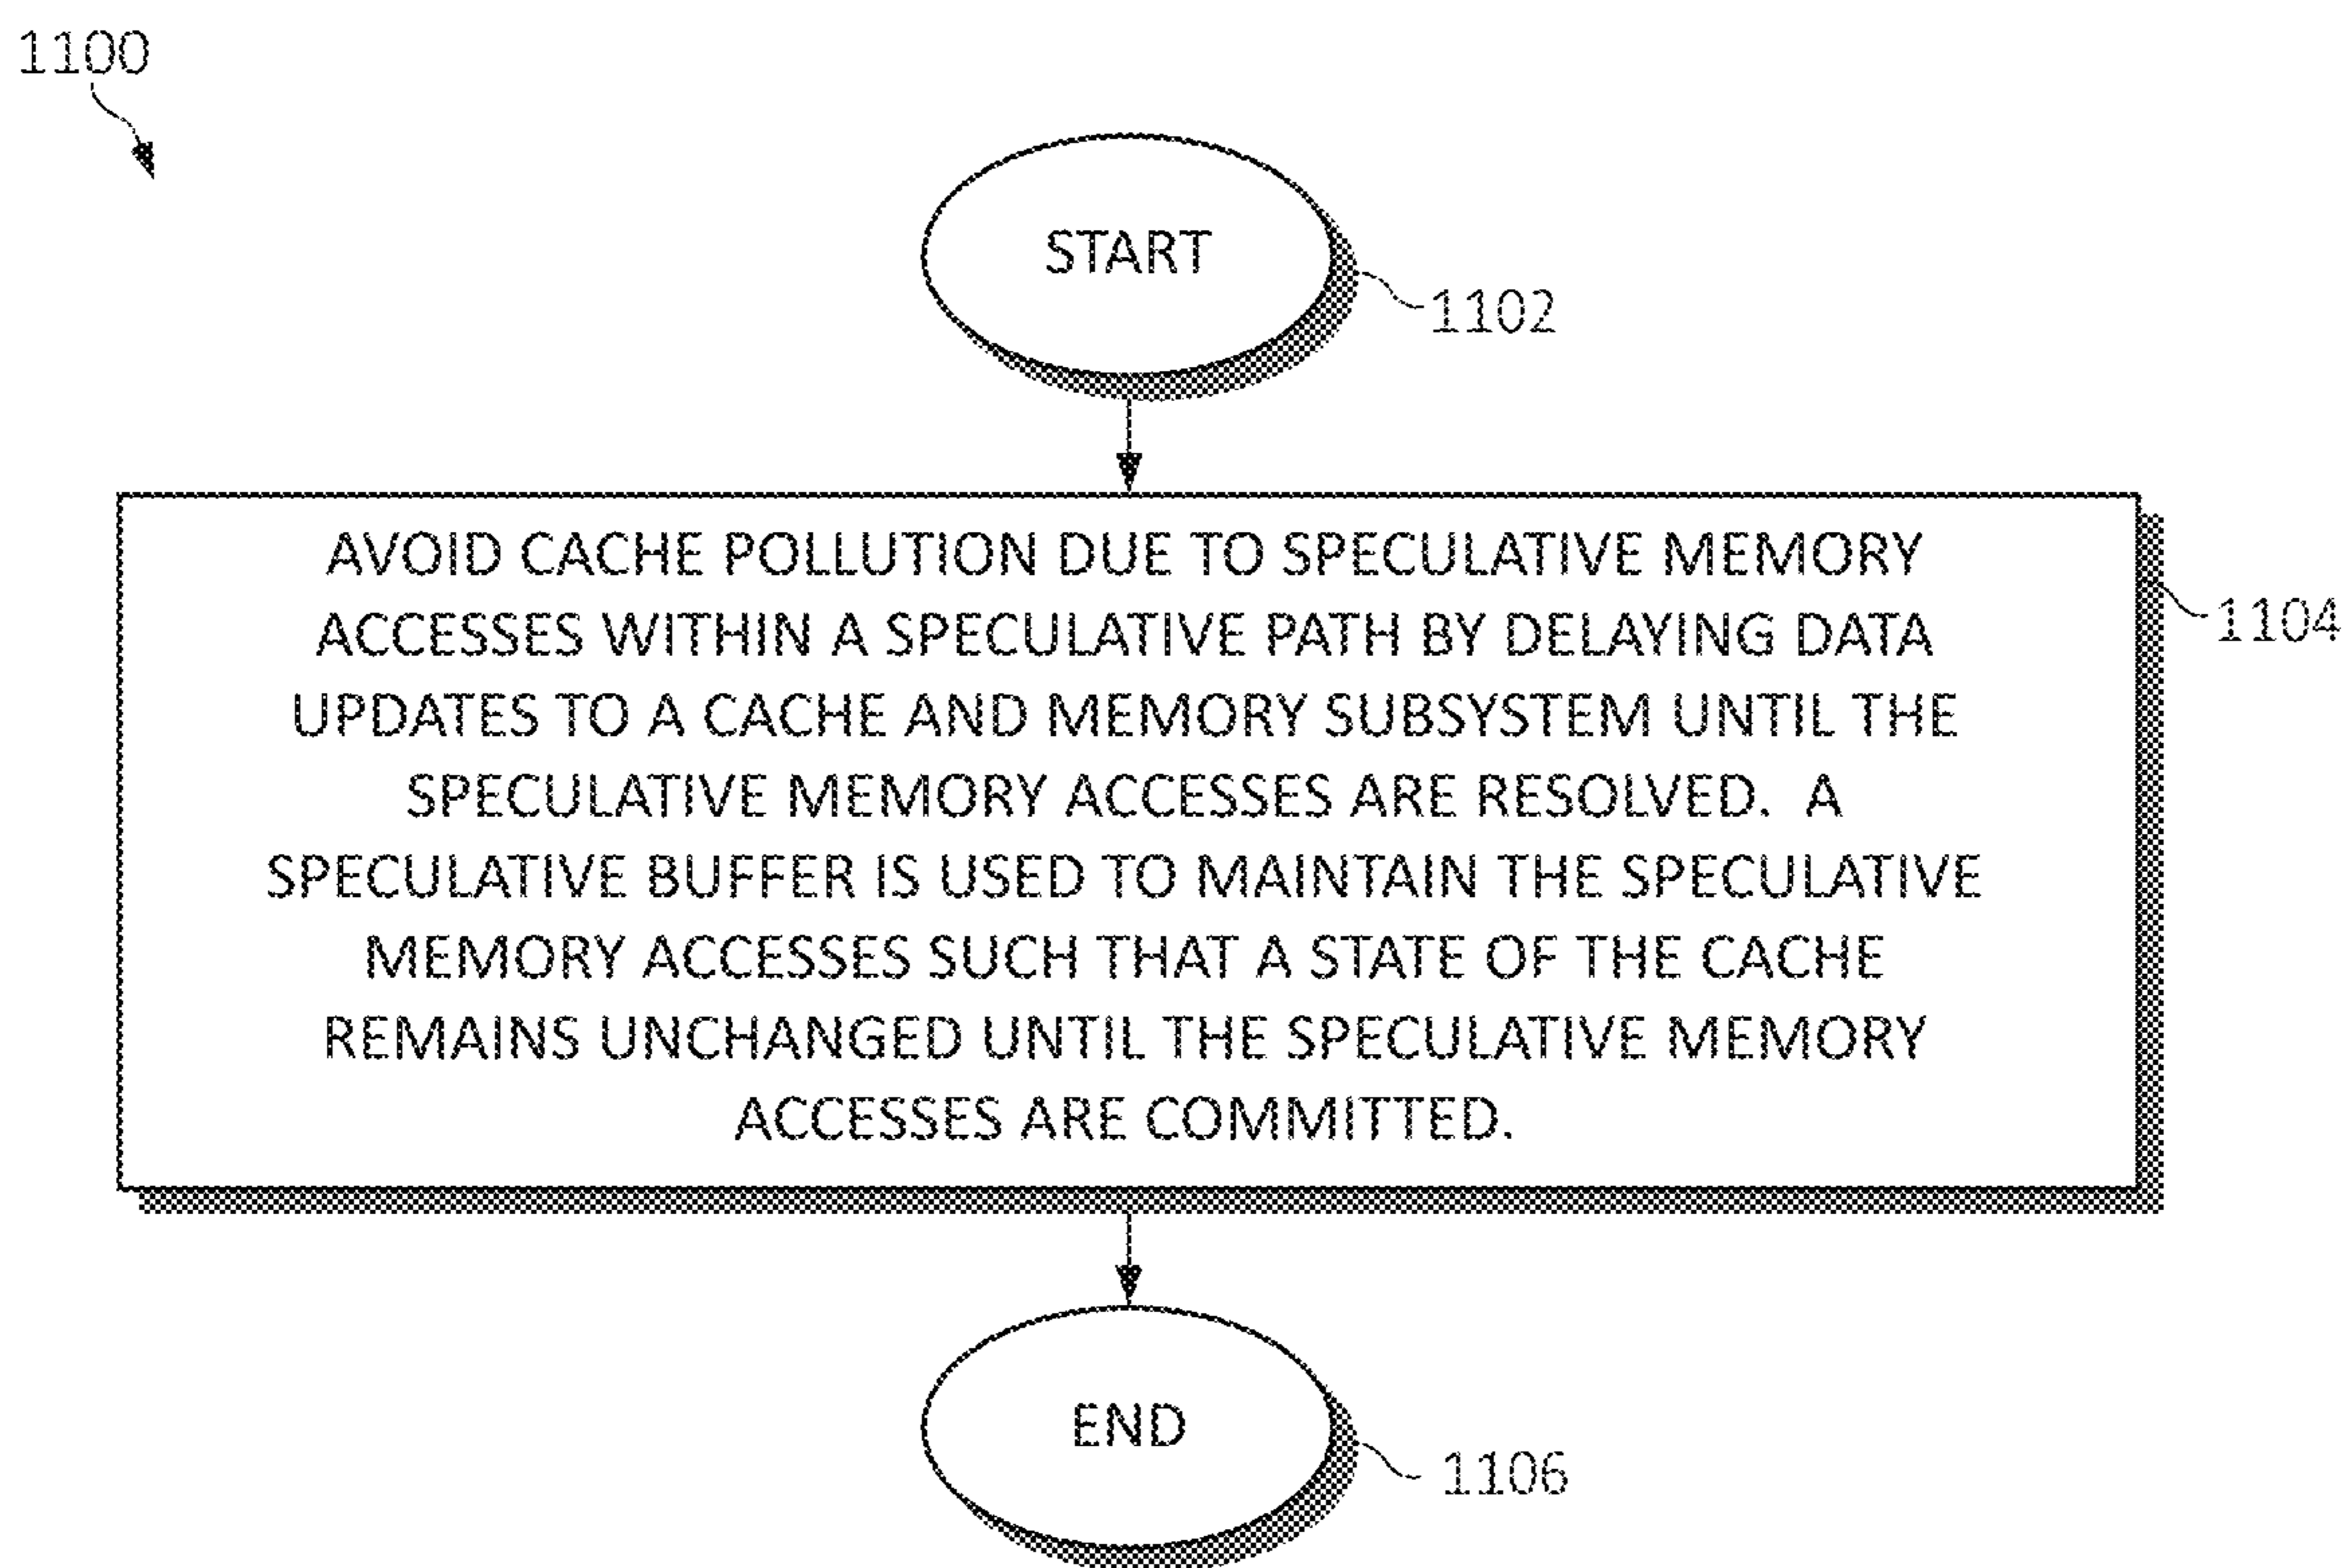 1100
START
1102
AVOID CACHE POLLUTION DUE TO SPECULATIVE MEMORY
ACCESSES WITHIN A SPECULATIVE PATH BY DELAYING DATA
UPDATES TO A CACHE AND MEMORY SUBSYSTEM UNTIL THE
SPECULATIVE MEMORY ACCESSES ARE RESOLVED. A
SPECULATIVE BUFFER IS USED TO MAINTAIN THE SPECULATIVE
MEMORY ACCESSES SUCH THAT A STATE OF THE CACHE
REMAINS UNCHANGED UNTIL THE SPECULATIVE MEMORY
ACCESSES ARE COMMITTED.
1104
END
1106